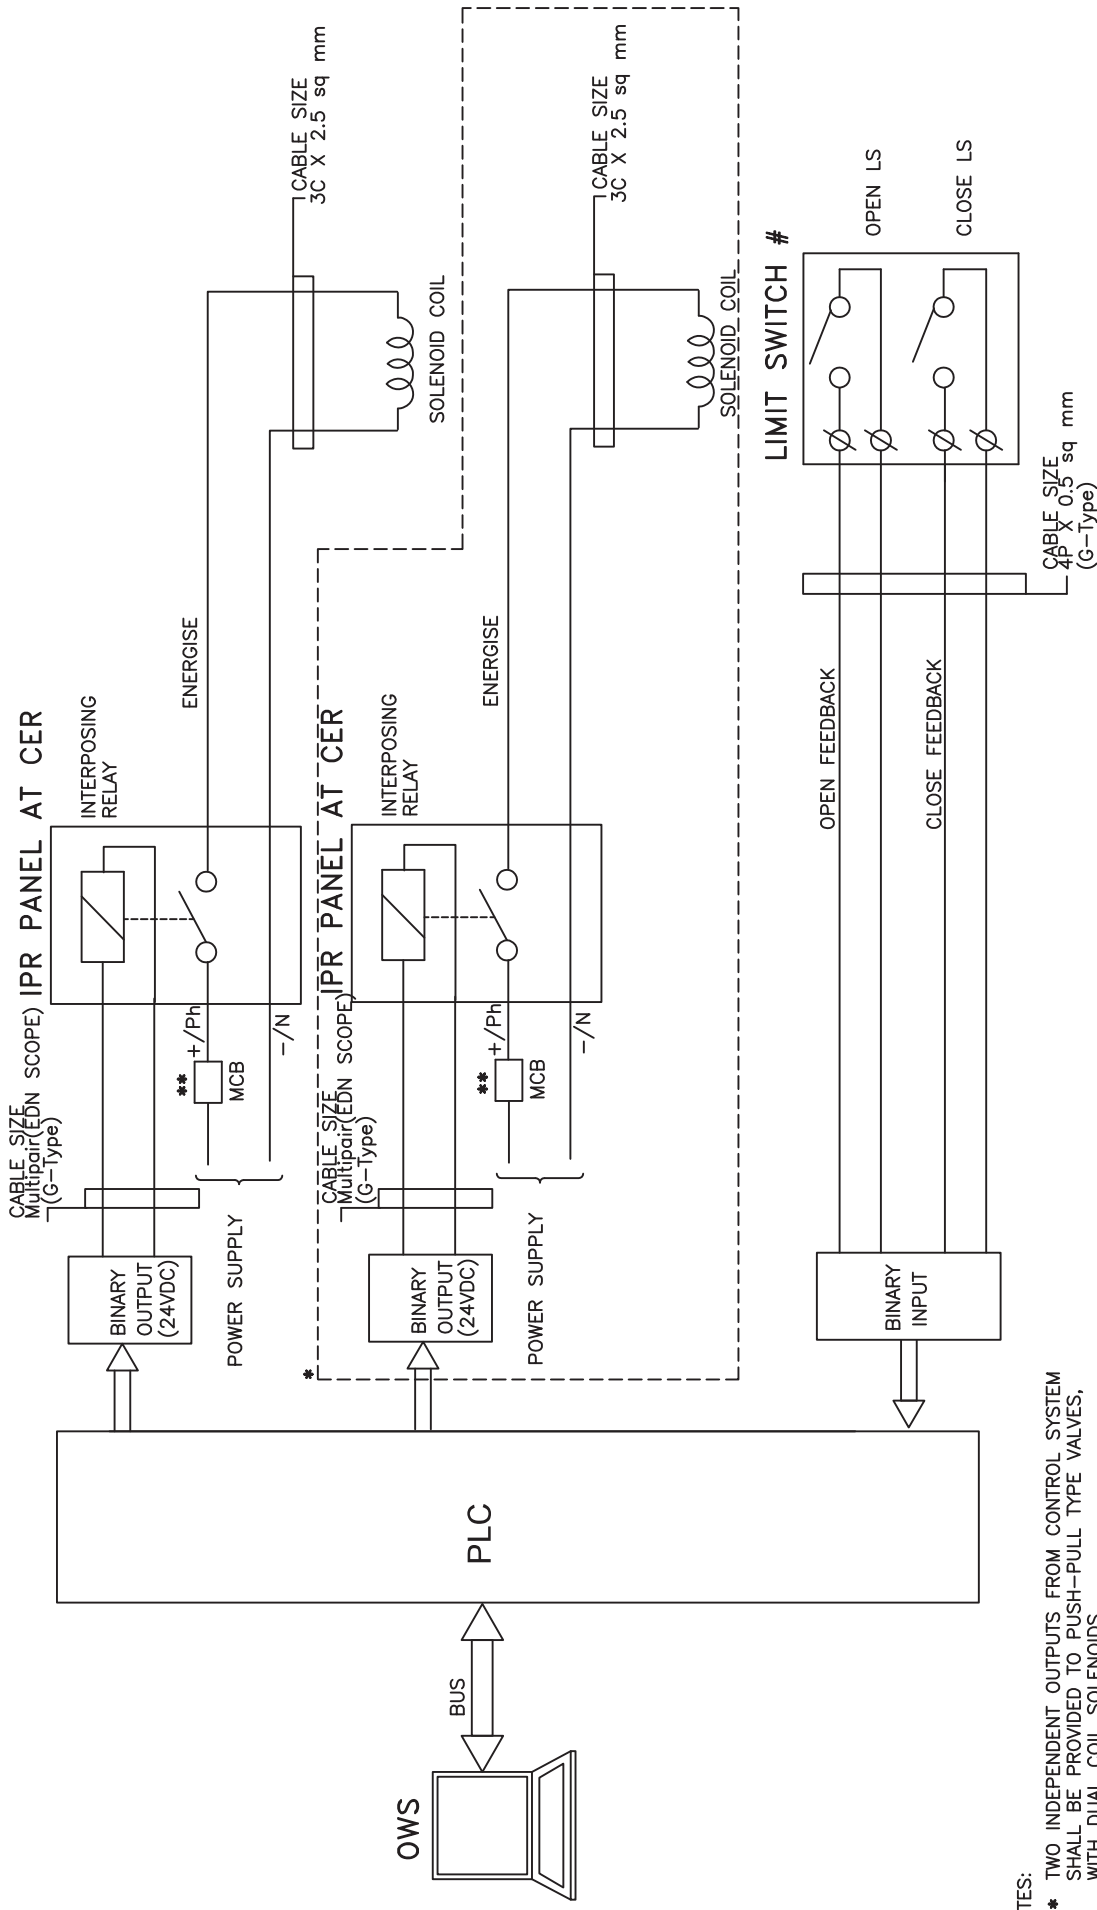 CABLE SIZE
Multipair(EDN SCOPE)
(G-Type)
IPR PANEL AT CER
INTERPOSING
RELAY
BINARY
OUTPUT
(24VDC)
**
+/Ph
MCB
-/N
POWER SUPPLY
ENERGISE
CABLE SIZE
3C X 2.5 sq mm
SOLENOID COIL
*
CABLE SIZE
Multipair(EDN SCOPE)
(G-Type)
IPR PANEL AT CER
INTERPOSING
RELAY
BINARY
OUTPUT
(24VDC)
**
+/Ph
MCB
-/N
POWER SUPPLY
ENERGISE
CABLE SIZE
3C X 2.5 sq mm
SOLENOID COIL
OWS
BUS
PLC
LIMIT SWITCH #
OPEN LS
CLOSE LS
OPEN FEEDBACK
CLOSE FEEDBACK
BINARY
INPUT
CABLE SIZE
4P X 0.5 sq mm
(G-Type)
TES:
* TWO INDEPENDENT OUTPUTS FROM CONTROL SYSTEM
SHALL BE PROVIDED TO PUSH-PULL TYPE VALVES,
WITH DUAL COIL SOLENOIDS